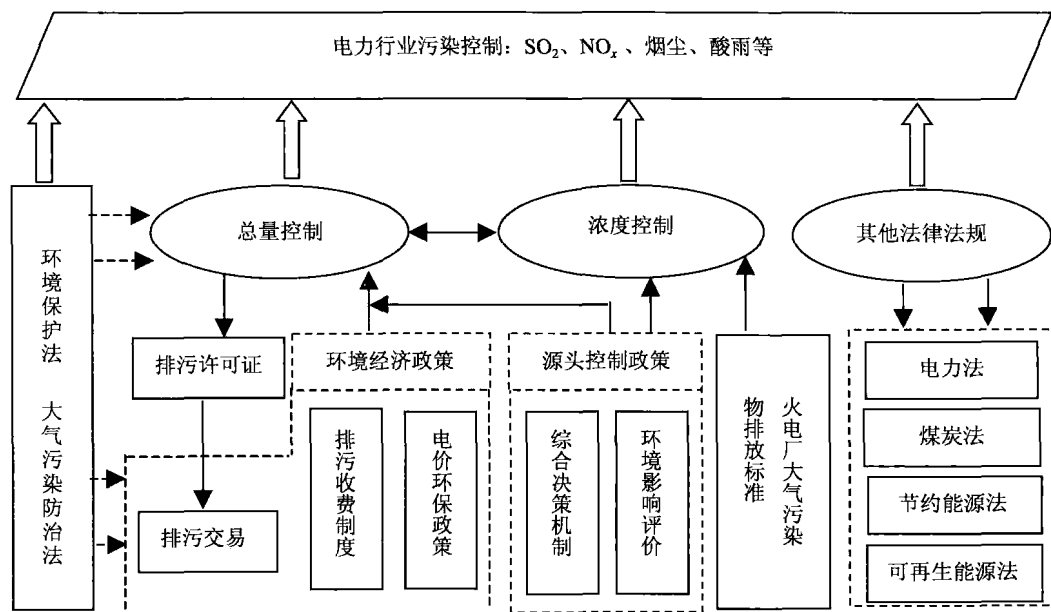 电力行业污染控制：SO₂、NOₓ、烟尘、酸雨等
环境保护法 大气污染防治法
总量控制
浓度控制
其他法律法规
排污许可证
排污交易
环境经济政策
排污收费制度
电价环保政策
源头控制政策
综合决策机制
环境影响评价
火电厂大气污染
物排放标准
电力法
煤炭法
节约能源法
可再生能源法